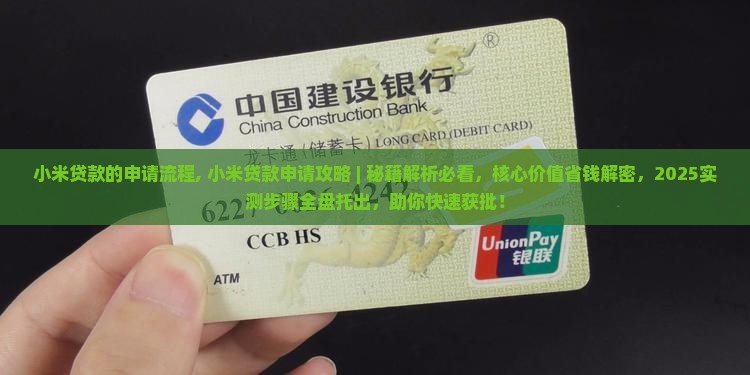 ®
中国建设银行
China Construction Bank
龙卡通(储蓄卡) LONG CARD (DEBIT CARD)
小米贷款的申请流程, 小米贷款申请攻略 | 秘籍解析必看，核心价值省钱解密，2025实
测步骤全盘托出，助你快速获批！
6227 4242
CCB HS
ATM
UnionPay
银联